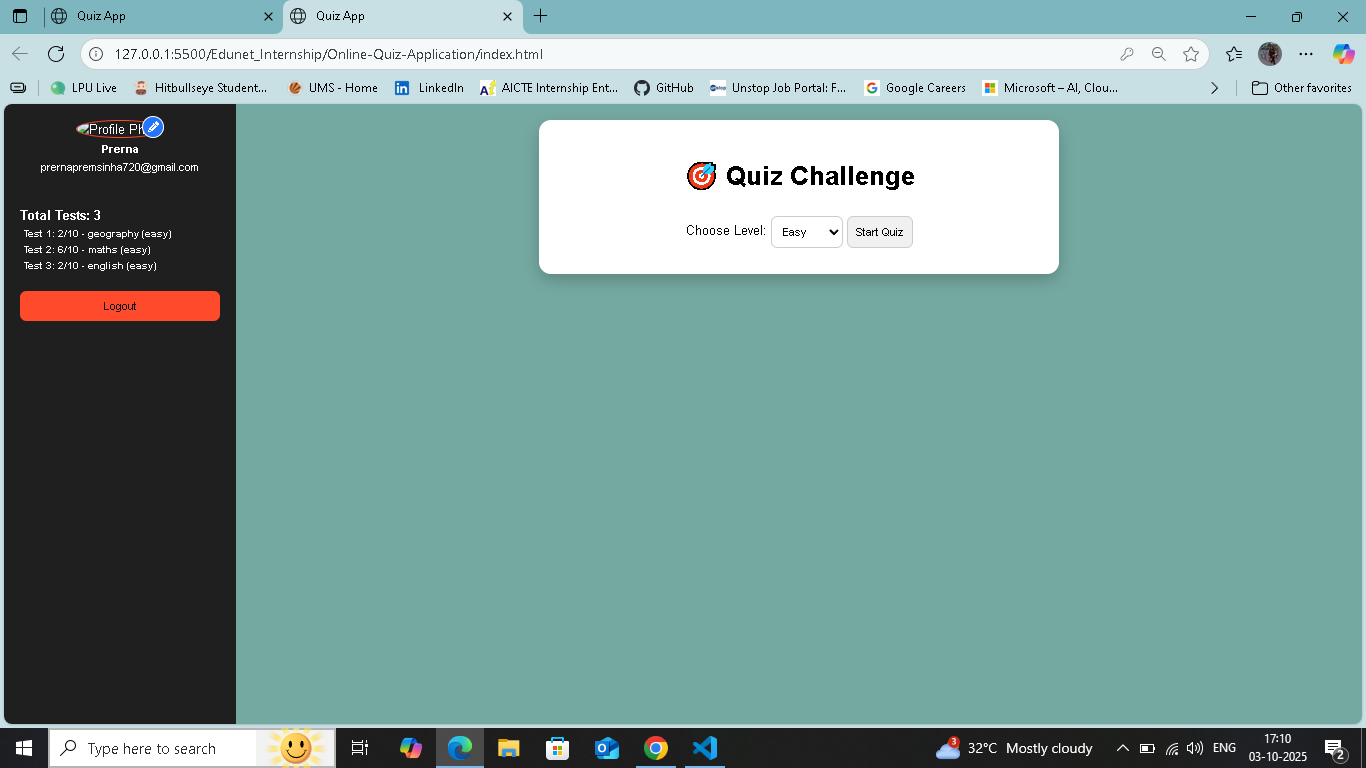 Quiz App
Quiz App
127.0.0.1:5500/Edunet_Internship/Online-Quiz-Application/index.html
LPU Live
Hitbullseye Student...
UMS - Home
LinkedIn
AICTE Internship Ent...
GitHub
Unstop Job Portal: F...
Google Careers
Microsoft – AI, Clou...
Other favorites
Prerna
prernapremsinha720@gmail.com
Total Tests: 3
Test 1: 2/10 - geography (easy)
Test 2: 6/10 - maths (easy)
Test 3: 2/10 - english (easy)
Logout
🎯 Quiz Challenge
Choose Level: Easy Start Quiz
Type here to search
3
32°C Mostly cloudy
ENG
17:10
03-10-2025
2